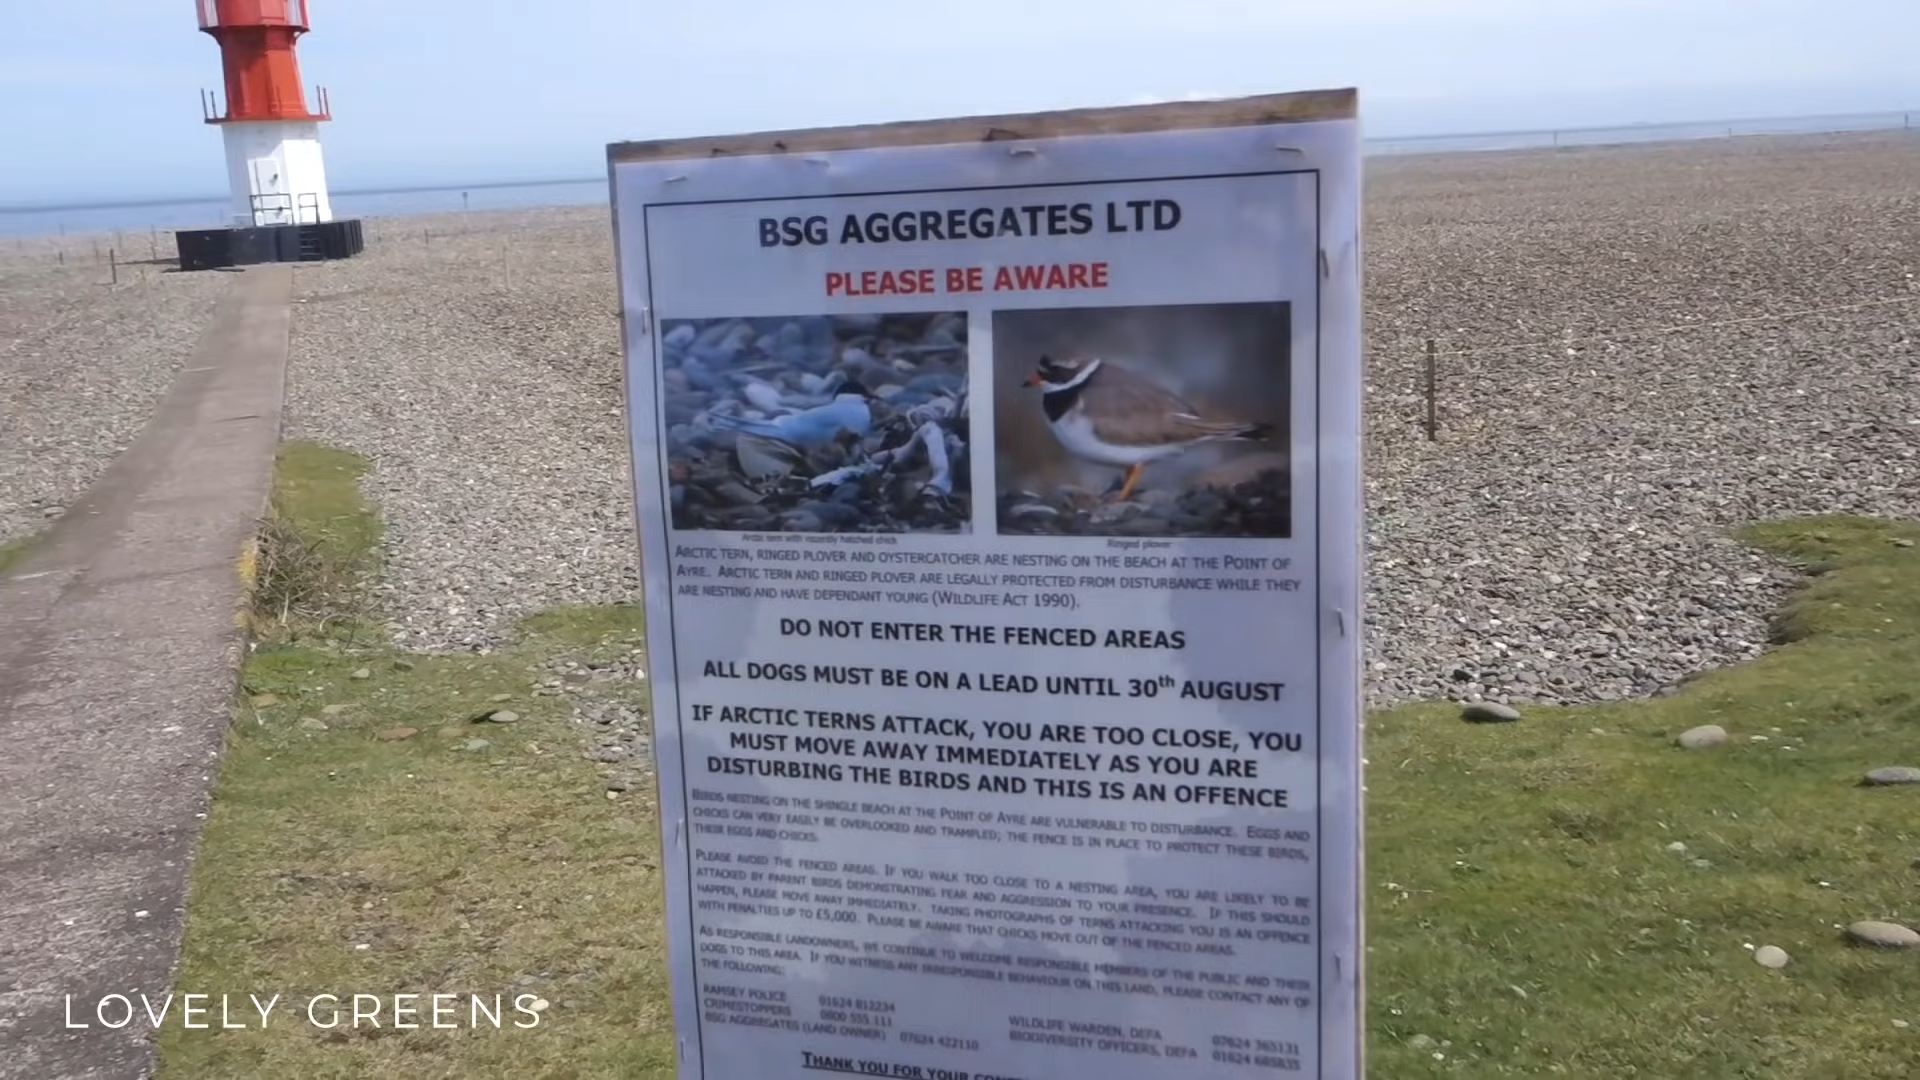 BSG AGGREGATES LTD
PLEASE BE AWARE
Arctic tern with recently hatched chick
Ringed plover
ARCTIC TERN, RINGED PLOVER AND OYSTERCATCHER ARE NESTING ON THE BEACH AT THE POINT OF
AYRE. ARCTIC TERN AND RINGED PLOVER ARE LEGALLY PROTECTED FROM DISTURBANCE WHILE THEY
ARE NESTING AND HAVE DEPENDANT YOUNG (WILDLIFE ACT 1990).
DO NOT ENTER THE FENCED AREAS
ALL DOGS MUST BE ON A LEAD UNTIL 30th AUGUST
IF ARCTIC TERNS ATTACK, YOU ARE TOO CLOSE, YOU
MUST MOVE AWAY IMMEDIATELY AS YOU ARE
DISTURBING THE BIRDS AND THIS IS AN OFFENCE
BIRDS NESTING ON THE SHINGLE BEACH AT THE POINT OF AYRE ARE VULNERABLE TO DISTURBANCE. EGGS AND
CHICKS CAN VERY EASILY BE OVERLOOKED AND TRAMPLED; THE FENCE IS IN PLACE TO PROTECT THESE BIRDS,
THEIR EGGS AND CHICKS.
PLEASE AVOID THE FENCED AREAS. IF YOU WALK TOO CLOSE TO A NESTING AREA, YOU ARE LIKELY TO BE
ATTACKED BY PARENT BIRDS DEMONSTRATING FEAR AND AGGRESSION TO YOUR PRESENCE. IF THIS SHOULD
HAPPEN, PLEASE MOVE AWAY IMMEDIATELY. TAKING PHOTOGRAPHS OF TERNS ATTACKING YOU IS AN OFFENCE
WITH PENALTIES UP TO £5,000. PLEASE BE AWARE THAT CHICKS MOVE OUT OF THE FENCED AREAS.
AS RESPONSIBLE LANDOWNERS, WE CONTINUE TO WELCOME RESPONSIBLE MEMBERS OF THE PUBLIC AND THEIR
DOGS TO THIS AREA. IF YOU WITNESS ANY IRRESPONSIBLE BEHAVIOUR ON THIS LAND, PLEASE CONTACT ANY OF
THE FOLLOWING:
RAMSEY POLICE 01624 812234
CRIMESTOPPERS 0800 555 111
BSG AGGREGATES (LAND OWNER) 07624 422110
WILDLIFE WARDEN, DEFA 07624 365131
BIODIVERSITY OFFICERS, DEFA 01624
THANK YOU FOR YOUR
LOVELY GREENS